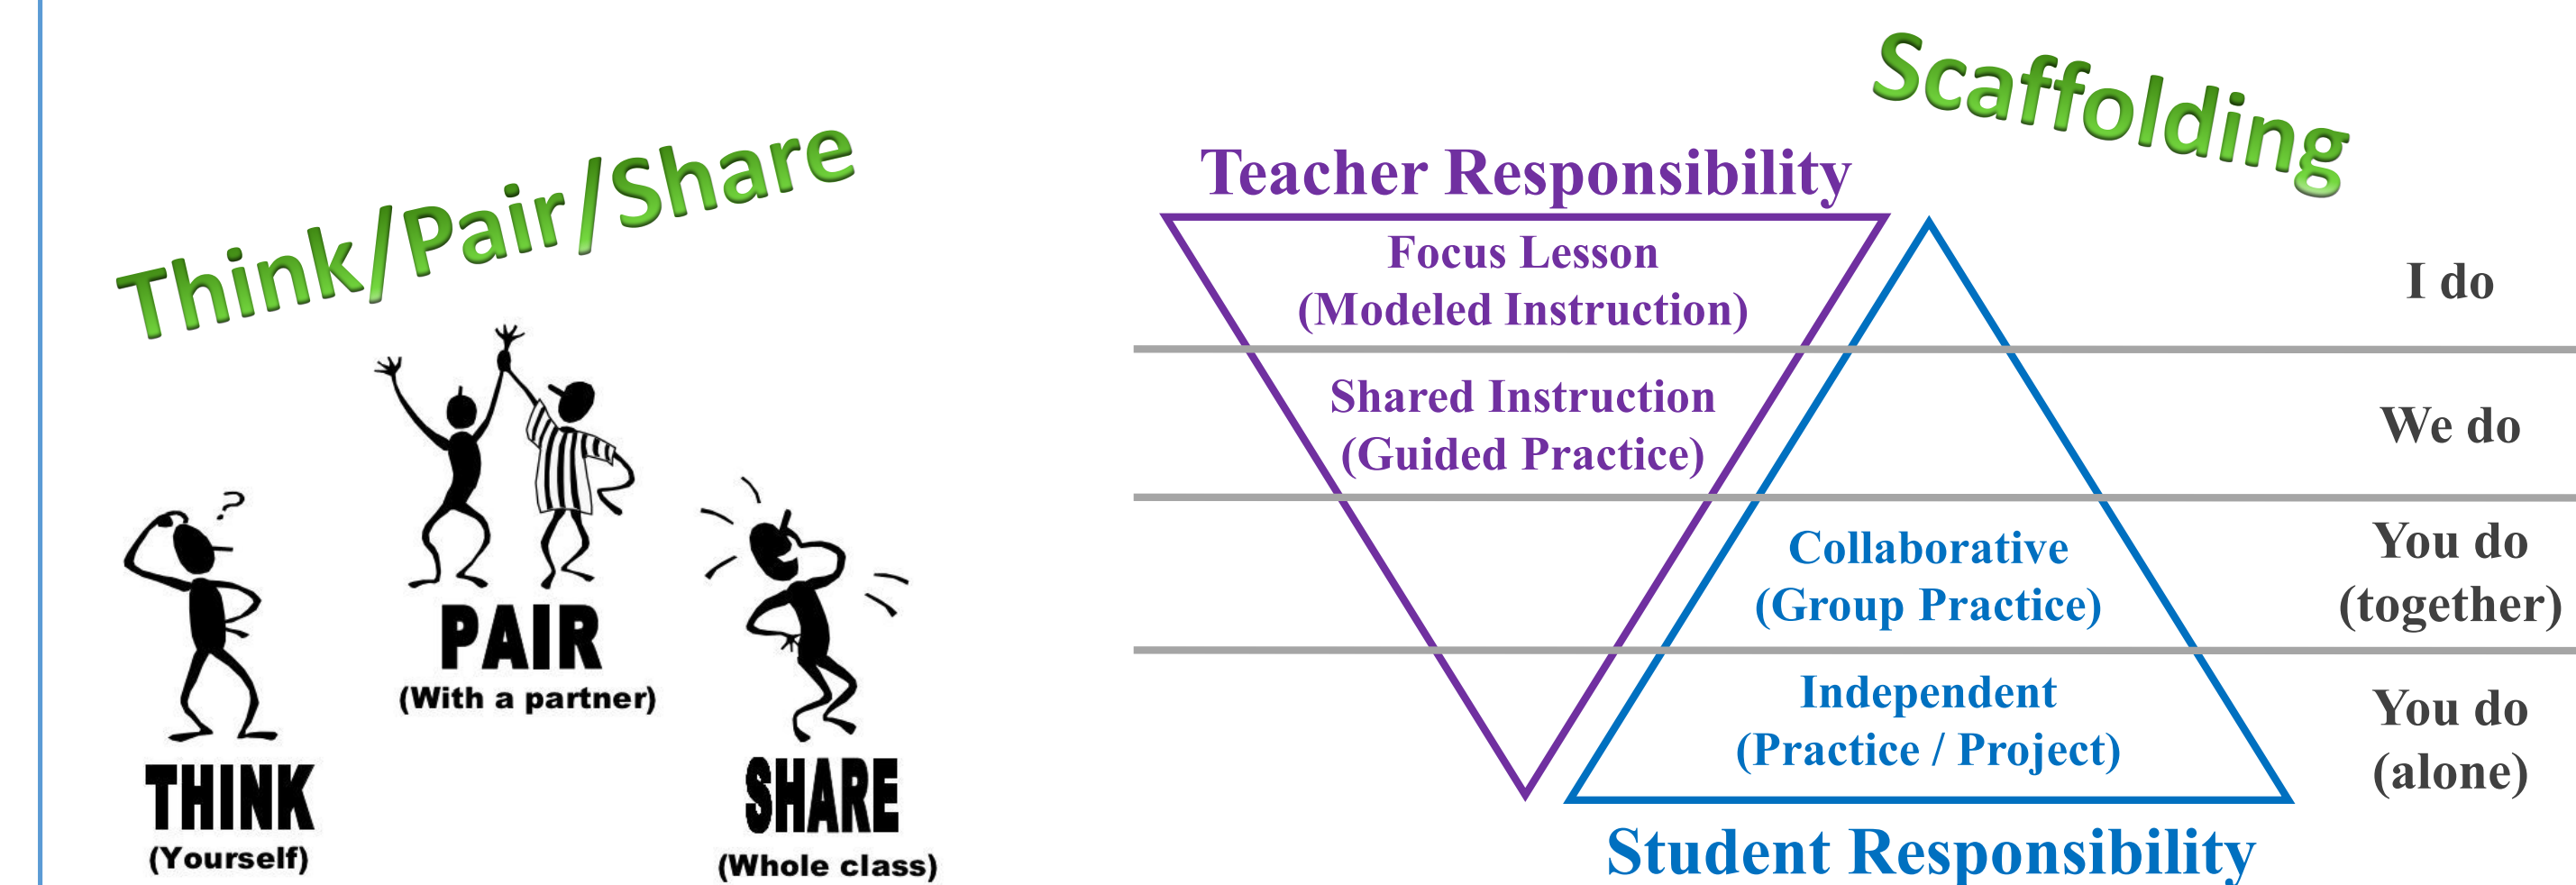 Think/Pair/Share
?
PAIR
(With a partner)
THINK
(Yourself)
SHARE
(Whole class)
Scaffolding
Teacher Responsibility
Focus Lesson
(Modeled Instruction)
I do
Shared Instruction
(Guided Practice)
We do
Collaborative
(Group Practice)
You do
(together)
Independent
(Practice / Project)
You do
(alone)
Student Responsibility